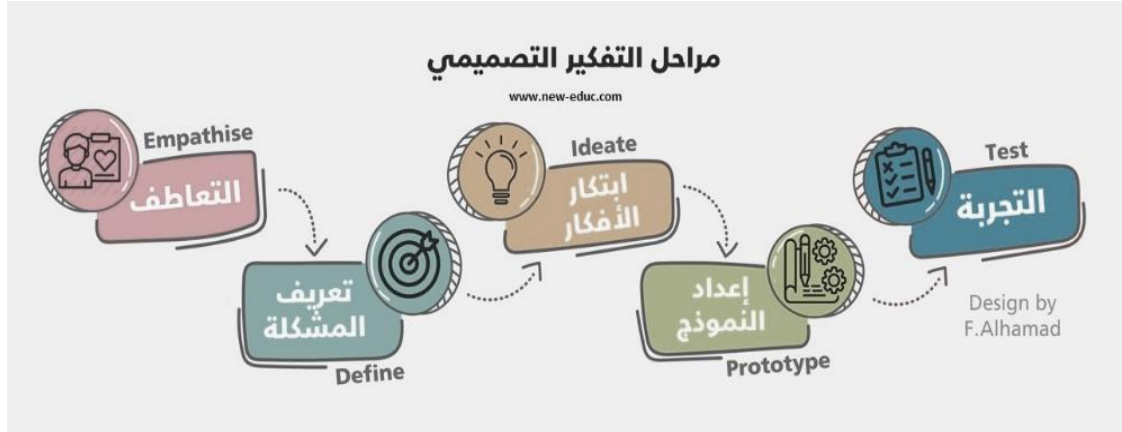 مراحل التفكير التصميمي
www.new-educ.com
Empathise
التعاطف
تعريف
المشكلة
Define
Ideate
ابتكار
الأفكار
إعداد
النموذج
Prototype
Test
التجربة
Design by
F.Alhamad